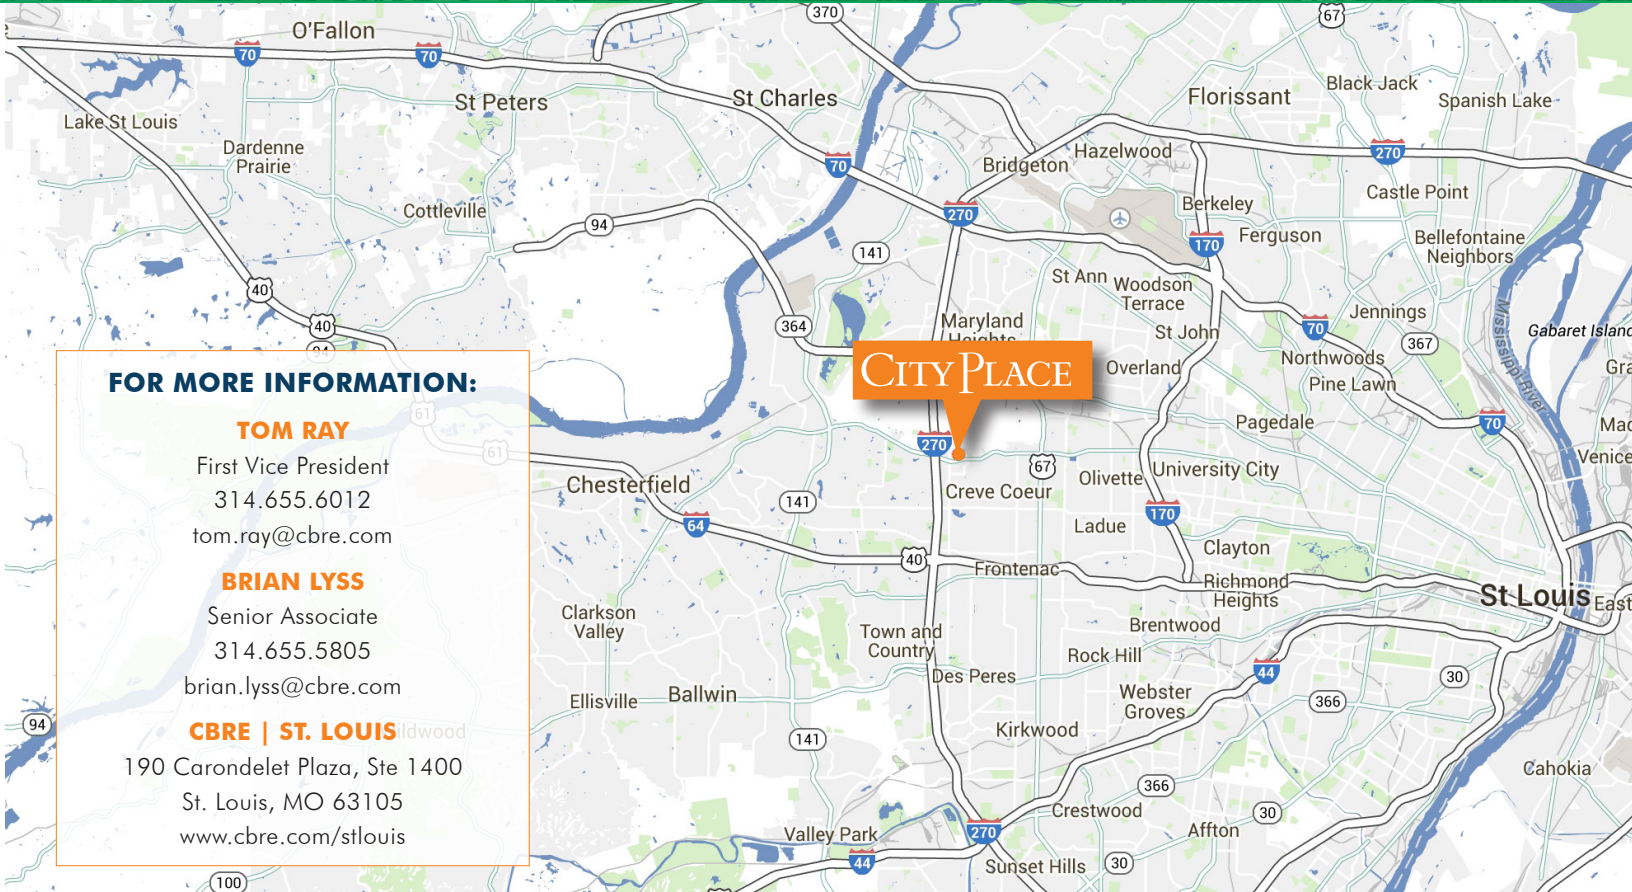 370
67
O'Fallon
70
70
Black Jack
St Peters
St Charles
Florissant
Spanish Lake
Lake St Louis
Dardenne
Prairie
70
Bridgeton
Hazelwood
270
Castle Point
Cottleville
94
270
Berkeley
170
Ferguson
Bellefontaine
Neighbors
141
St Ann
Woodson
Terrace
40
40
94
364
Maryland
Heights
St John
70
Jennings
367
Mississippi River
Gabaret Island
CITY PLACE
Overland
Northwoods
Pine Lawn
61
61
270
67
Pagedale
70
Venice
Chesterfield
141
Creve Coeur
Olivette
University City
64
Ladue
170
40
Frontenac
Clayton
Richmond
Heights
St Louis
East
Clarkson
Valley
Town and
Country
Brentwood
Rock Hill
Des Peres
44
30
Ellisville
Ballwin
Webster
Groves
366
94
141
Kirkwood
Cahokia
366
Crestwood
30
Affton
Valley Park
270
44
Sunset Hills
30
100
FOR MORE INFORMATION:
TOM RAY
First Vice President
314.655.6012
tom.ray@cbre.com
BRIAN LYSS
Senior Associate
314.655.5805
brian.lyss@cbre.com
CBRE | ST. LOUIS
190 Carondelet Plaza, Ste 1400
St. Louis, MO 63105
www.cbre.com/stlouis